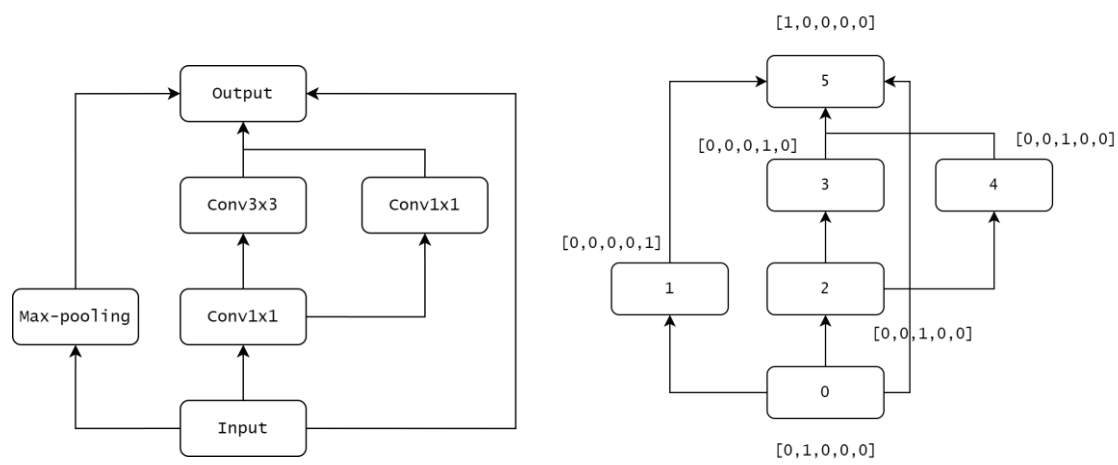 Output
Conv3x3
Conv1x1
Max-pooling
Conv1x1
Input
[1,0,0,0,0]
5
[0,0,0,1,0]
[0,0,1,0,0]
3
4
[0,0,0,0,1]
1
2
[0,0,1,0,0]
0
[0,1,0,0,0]